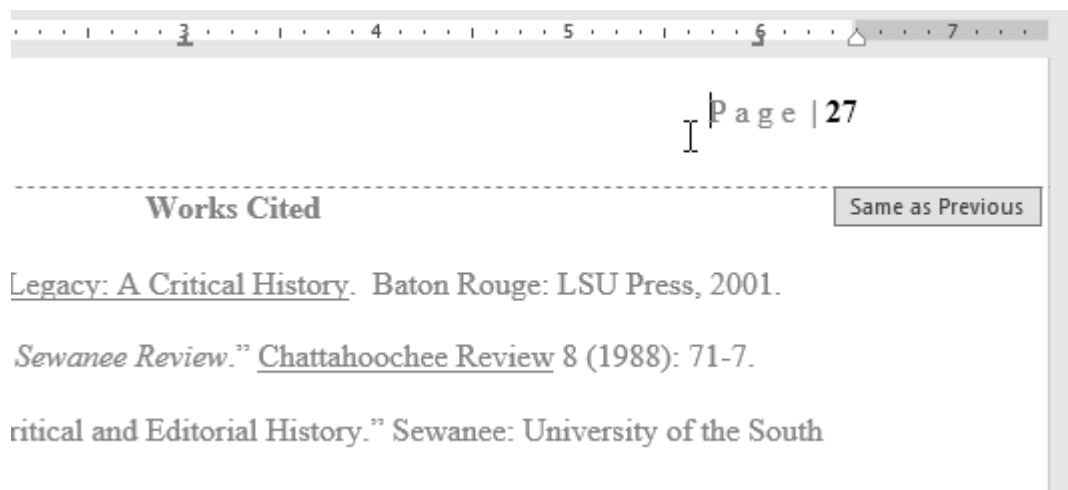 3 4 5 6 7
Page | 27
Works Cited
Same as Previous
Legacy: A Critical History. Baton Rouge: LSU Press, 2001.
Sewanee Review.” Chattahoochee Review 8 (1988): 71-7.
ritical and Editorial History.” Sewanee: University of the South